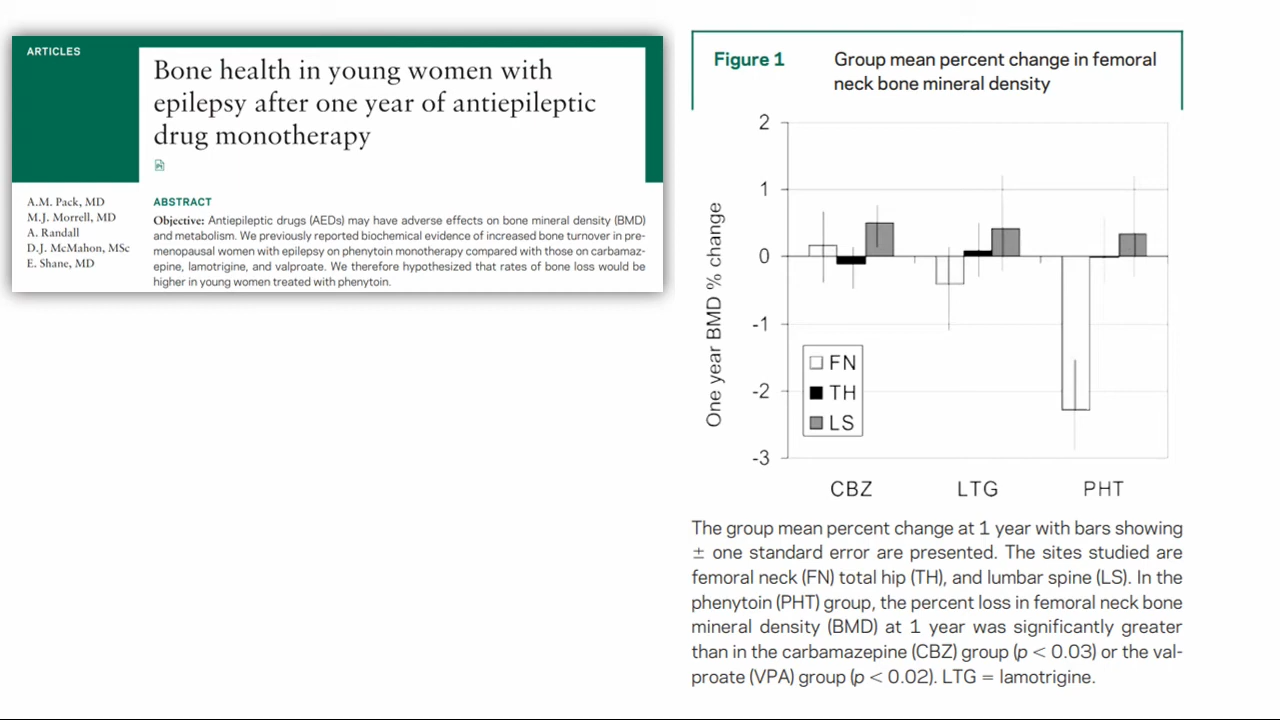 ARTICLES
Bone health in young women with
epilepsy after one year of antiepileptic
drug monotherapy
A.M. Pack, MD
M.J. Morrell, MD
A. Randall
D.J. McMahon, MSc
E. Shane, MD
ABSTRACT
Objective: Antiepileptic drugs (AEDs) may have adverse effects on bone mineral density (BMD)
and metabolism. We previously reported biochemical evidence of increased bone turnover in pre-
menopausal women with epilepsy on phenytoin monotherapy compared with those on carbamaz-
epine, lamotrigine, and valproate. We therefore hypothesized that rates of bone loss would be
higher in young women treated with phenytoin.
Figure 1
Group mean percent change in femoral
neck bone mineral density
One year BMD % change
2
1
0
-1
-2
-3
FN
TH
LS
CBZ
LTG
PHT
The group mean percent change at 1 year with bars showing
± one standard error are presented. The sites studied are
femoral neck (FN) total hip (TH), and lumbar spine (LS). In the
phenytoin (PHT) group, the percent loss in femoral neck bone
mineral density (BMD) at 1 year was significantly greater
than in the carbamazepine (CBZ) group (p < 0.03) or the val-
proate (VPA) group (p < 0.02). LTG = lamotrigine.